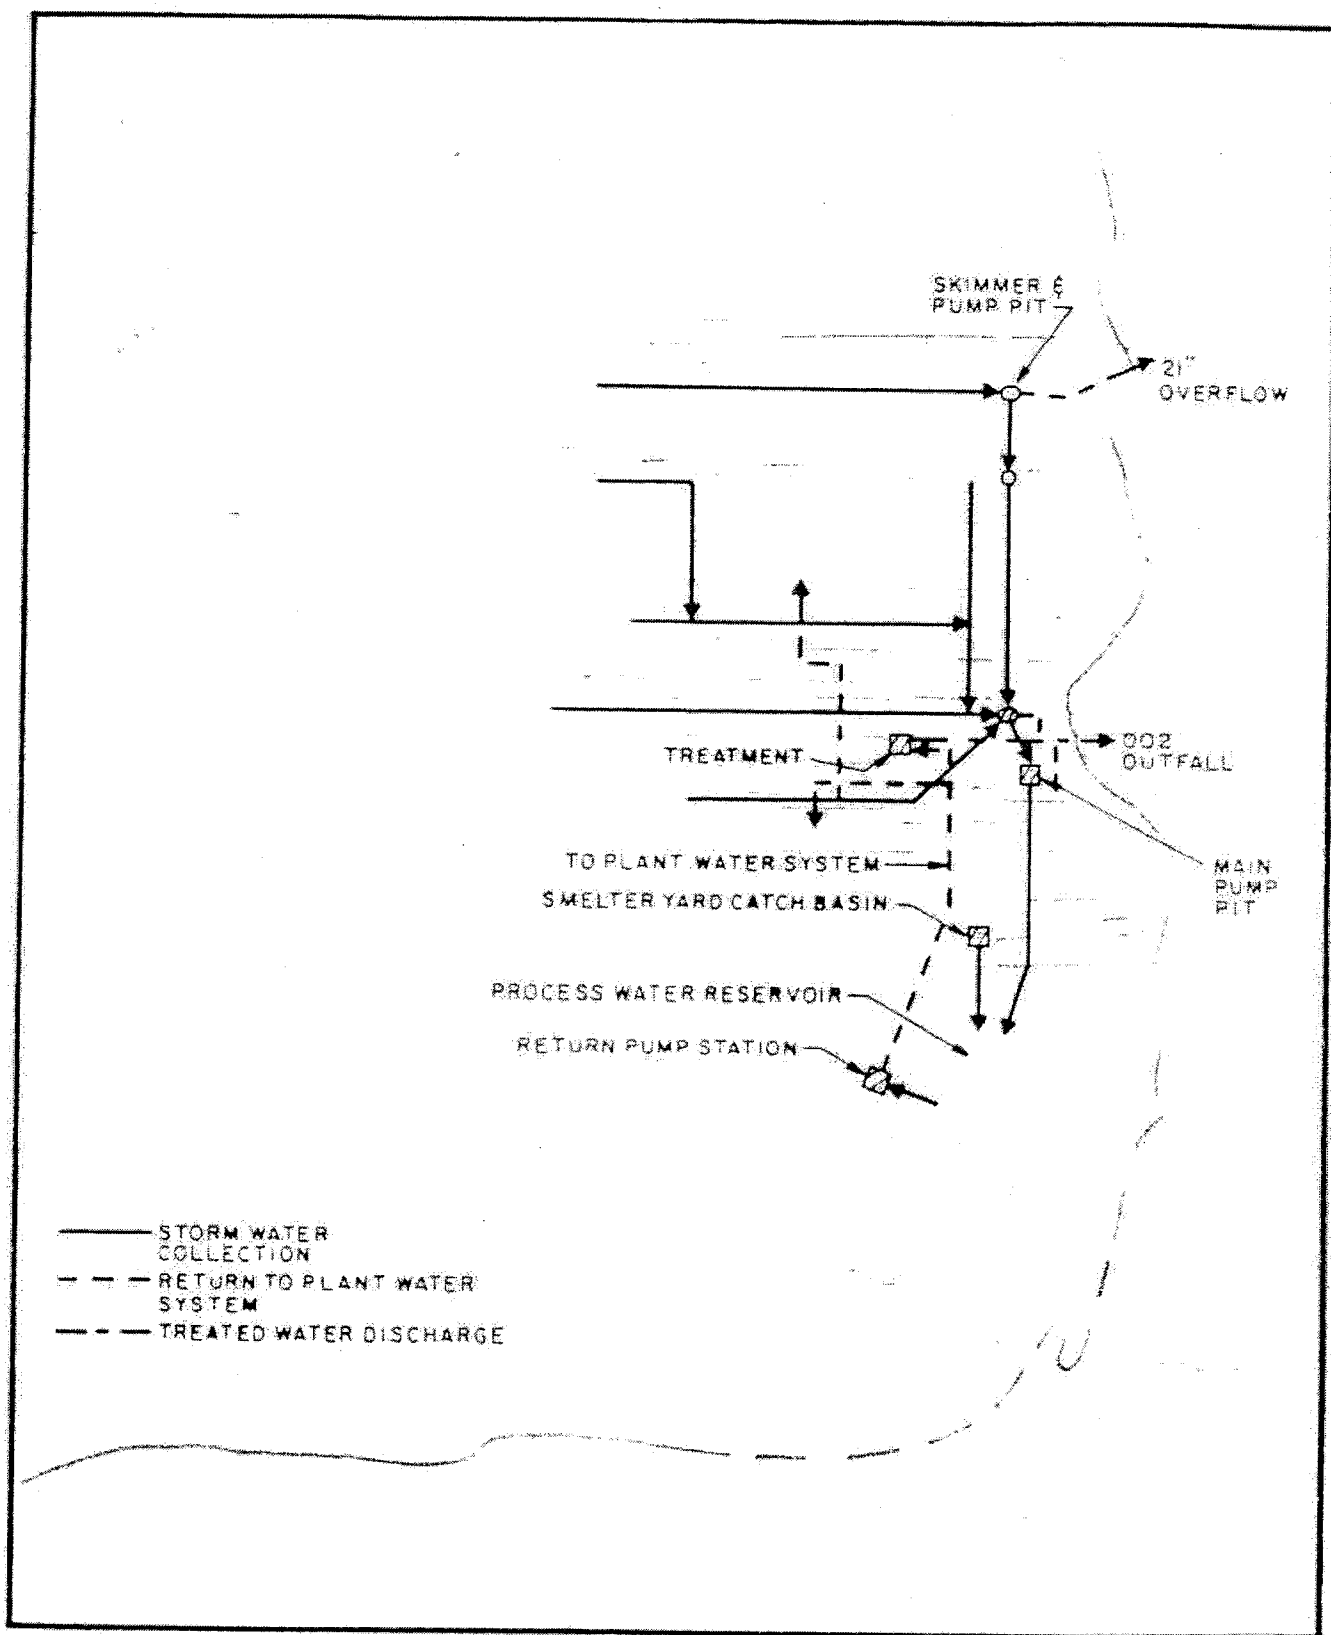 SKIMMER &
PUMP PIT
21"
OVERFLOW
TREATMENT
002
OUTFALL
TO PLANT WATER SYSTEM
MAIN
PUMP
PIT
SMELTER YARD CATCH BASIN
PROCESS WATER RESERVOIR
RETURN PUMP STATION
STORM WATER
COLLECTION
RETURN TO PLANT WATER
SYSTEM
TREATED WATER DISCHARGE